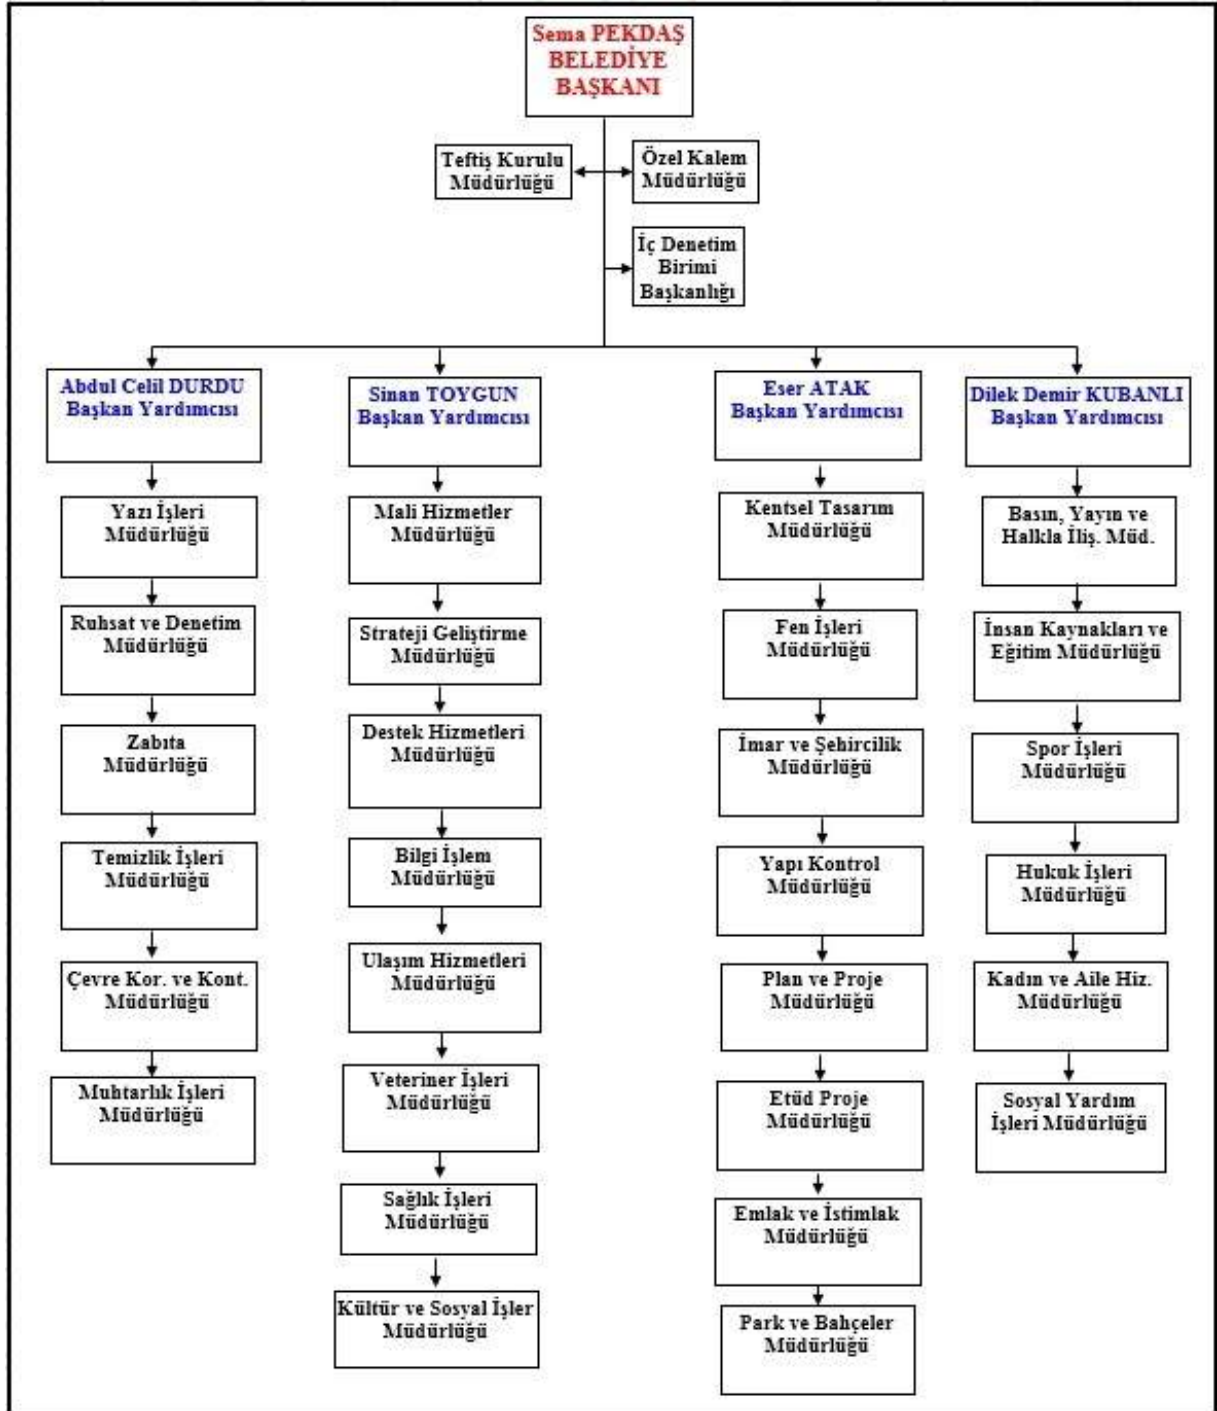 Sema PEKDAŞ
BELEDİYE
BAŞKANI
Teftiş Kurulu
Müdürlüğü
Özel Kalem
Müdürlüğü
İç Denetim
Birimi
Başkanlığı
Abdul Celil DURDU
Başkan Yardımcısı
Yazı İşleri
Müdürlüğü
Ruhsat ve Denetim
Müdürlüğü
Zabıta
Müdürlüğü
Temizlik İşleri
Müdürlüğü
Çevre Kor. ve Kont.
Müdürlüğü
Muhtarlık İşleri
Müdürlüğü
Sinan TOYGUN
Başkan Yardımcısı
Mali Hizmetler
Müdürlüğü
Strateji Geliştirme
Müdürlüğü
Destek Hizmetleri
Müdürlüğü
Bilgi İşlem
Müdürlüğü
Ulaşım Hizmetleri
Müdürlüğü
Veteriner İşleri
Müdürlüğü
Sağlık İşleri
Müdürlüğü
Kültür ve Sosyal İşler
Müdürlüğü
Eser ATAK
Başkan Yardımcısı
Kentsel Tasarım
Müdürlüğü
Fen İşleri
Müdürlüğü
İmar ve Şehircilik
Müdürlüğü
Yapı Kontrol
Müdürlüğü
Plan ve Proje
Müdürlüğü
Etüd Proje
Müdürlüğü
Emlak ve İstimlak
Müdürlüğü
Park ve Bahçeler
Müdürlüğü
Dilek Demir KUBANLI
Başkan Yardımcısı
Basın, Yayın ve
Halkla İliş. Müd.
İnsan Kaynakları ve
Eğitim Müdürlüğü
Spor İşleri
Müdürlüğü
Hukuk İşleri
Müdürlüğü
Kadın ve Aile Hiz.
Müdürlüğü
Sosyal Yardım
İşleri Müdürlüğü